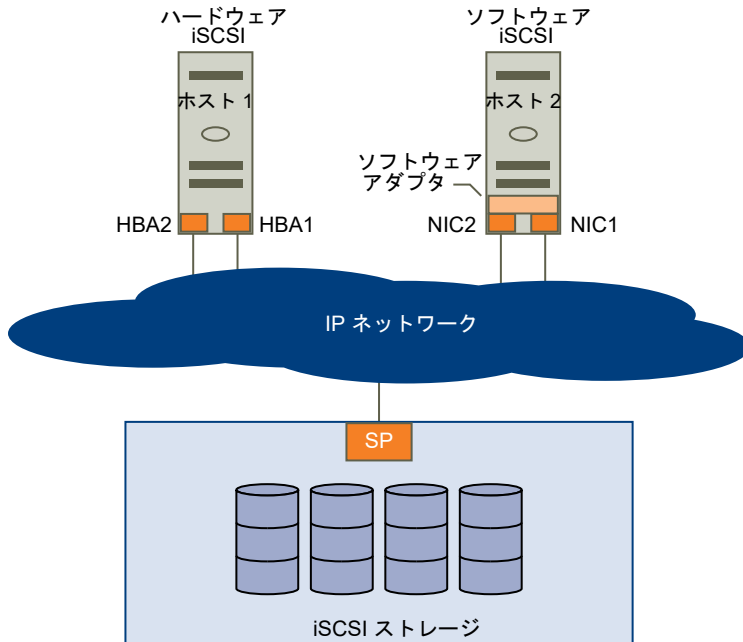 ハードウェア
iSCSI
ソフトウェア
iSCSI
ホスト 1
ホスト 2
ソフトウェア
アダプタ
HBA2
HBA1
NIC2
NIC1
IP ネットワーク
SP
iSCSI ストレージ